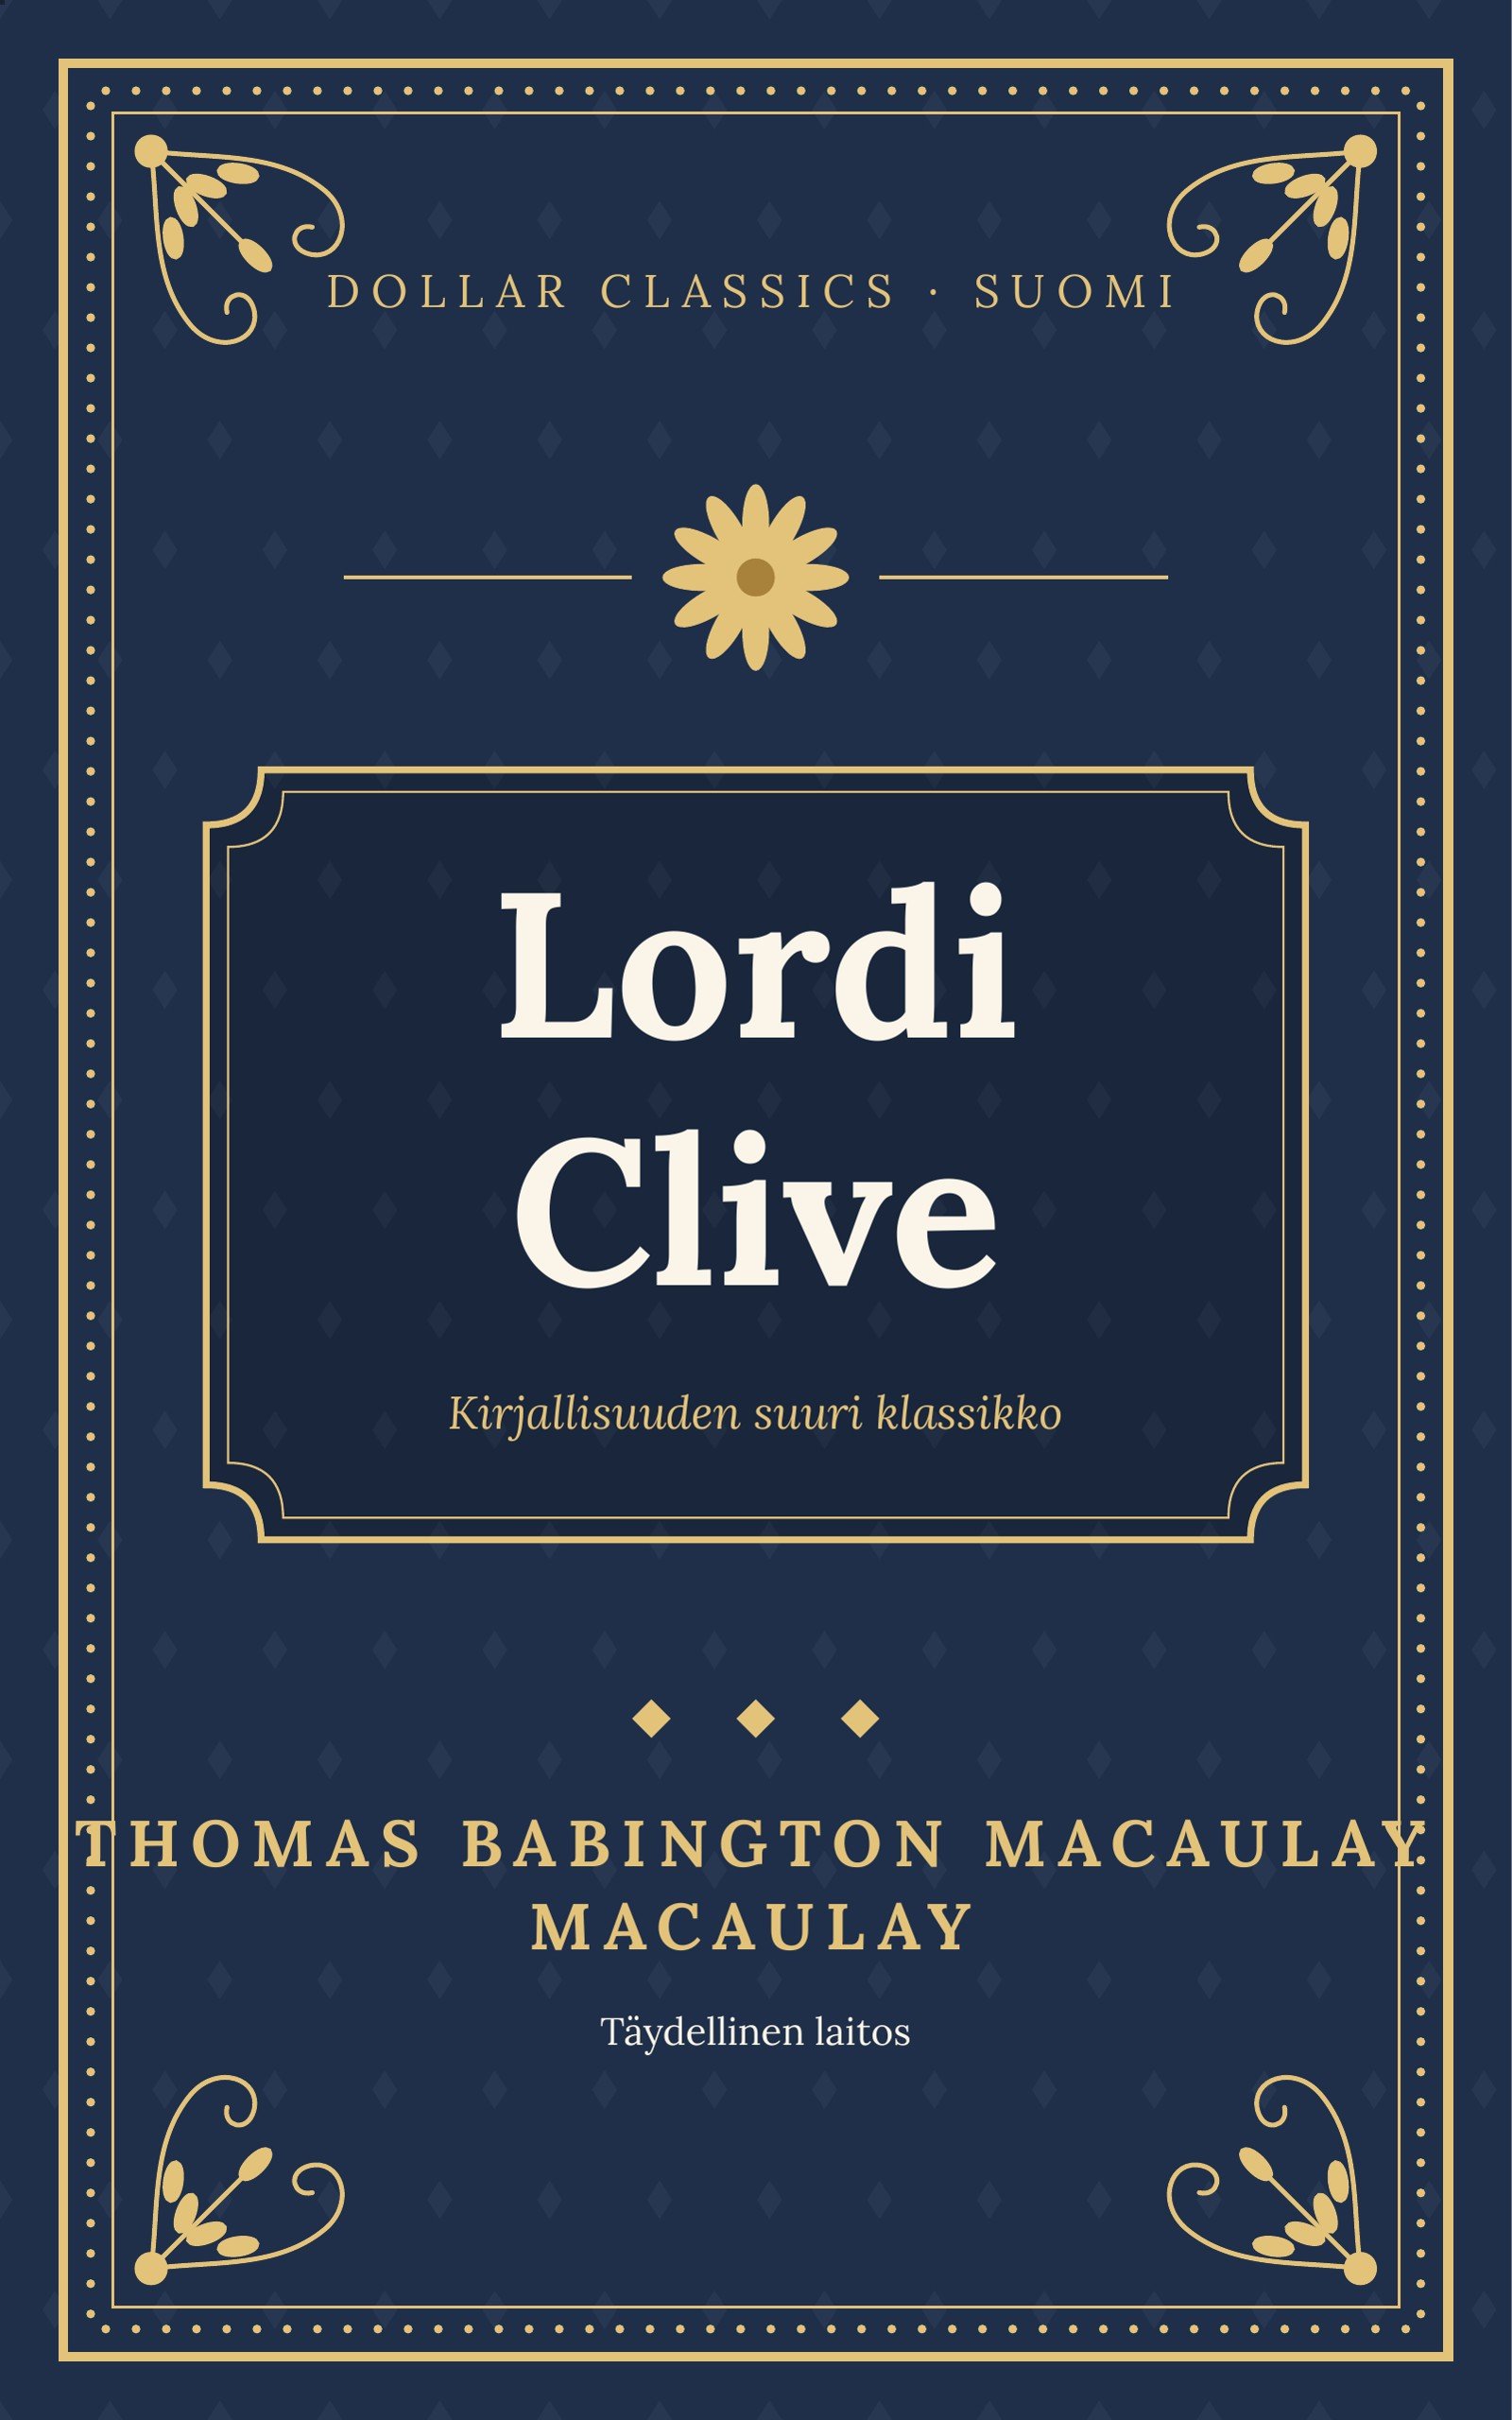 DOLLAR CLASSICS · SUOMI
Lordi
Clive
Kirjallisuuden suuri klassikko
THOMAS BABINGTON MACAULAY
MACAULAY
Täydellinen laitos